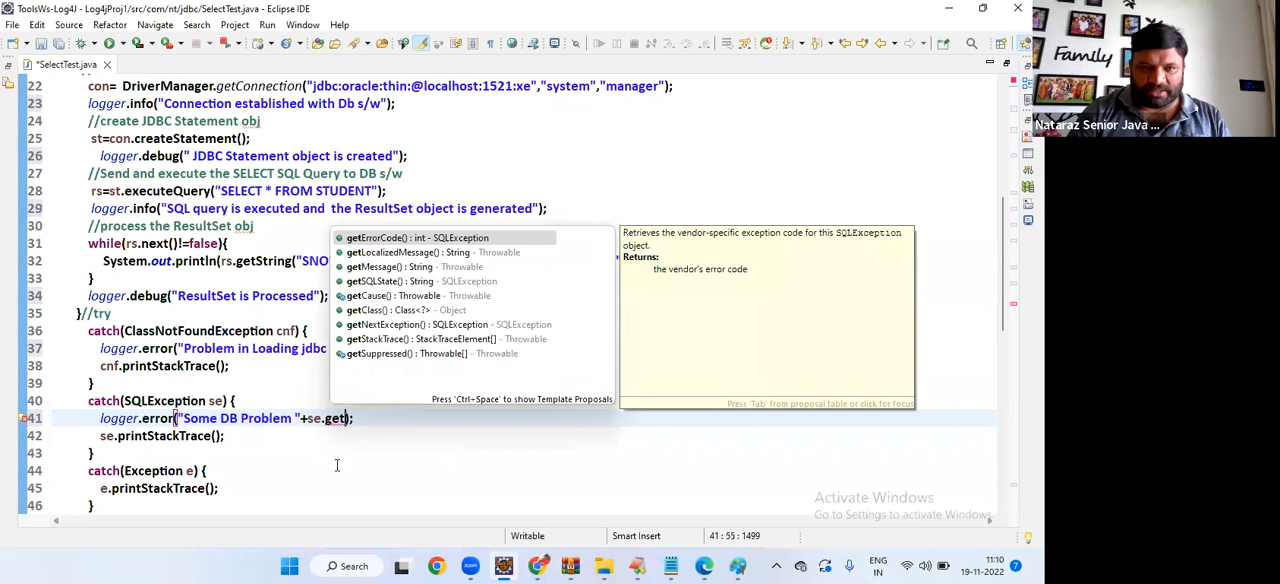 ToolsWs-Log4J - Log4jProj1/src/com/nt/jdbc/SelectTest.java - Eclipse IDE
File Edit Source Refactor Navigate Search Project Run Window Help
*SelectTest.java
22 con= DriverManager.getConnection("jdbc:oracle:thin:@localhost:1521:xe","system","manager");
23 logger.info("Connection established with Db s/w");
24 //create JDBC Statement obj
25 st=con.createStatement();
26 logger.debug(" JDBC Statement object is created");
27 //Send and execute the SELECT SQL Query to DB s/w
28 rs=st.executeQuery("SELECT * FROM STUDENT");
29 logger.info("SQL query is executed and the ResultSet object is generated");
30 //process the ResultSet obj
31 while(rs.next()!=false){
32 System.out.println(rs.getString("SNO
33 }
34 logger.debug("ResultSet is Processed");
35 }//try
36 catch(ClassNotFoundException cnf) {
37 logger.error("Problem in Loading jdbc
38 cnf.printStackTrace();
39 }
40 catch(SQLException se) {
41 logger.error("Some DB Problem "+se.get);
42 se.printStackTrace();
43 }
44 catch(Exception e) {
45 e.printStackTrace();
46 }
getErrorCode() : int - SQLException
getLocalizedMessage() : String - Throwable
getMessage() : String - Throwable
getSQLState() : String - SQLException
getCause() : Throwable - Throwable
getClass() : Class<?> - Object
getNextException() : SQLException - SQLException
getStackTrace() : StackTraceElement[] - Throwable
getSuppressed() : Throwable[] - Throwable
Press 'Ctrl+Space' to show Template Proposals
Retrieves the vendor-specific exception code for this SQLException
object.
Returns:
the vendor's error code
Press 'Tab' from proposal table or click for focus
Family
Nataraz Senior Java ...
Activate Windows
Go to Settings to activate Windows.
Writable Smart Insert 41 : 55 : 1499
Search
ENG
IN
11:10
19-11-2022
7